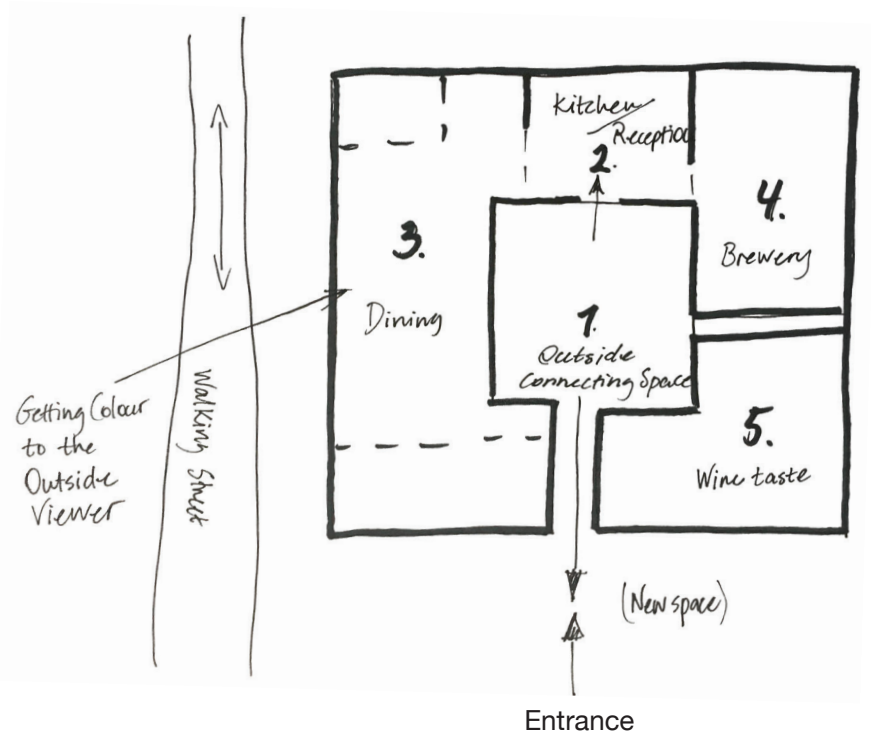 Kitchen/
Reception
2.
3.
Dining
4.
Brewery
1.
Outside
Connecting Space
Getting Colour
to the
Outside
Viewer
Walking Street
5.
Wine taste
(New space)
Entrance